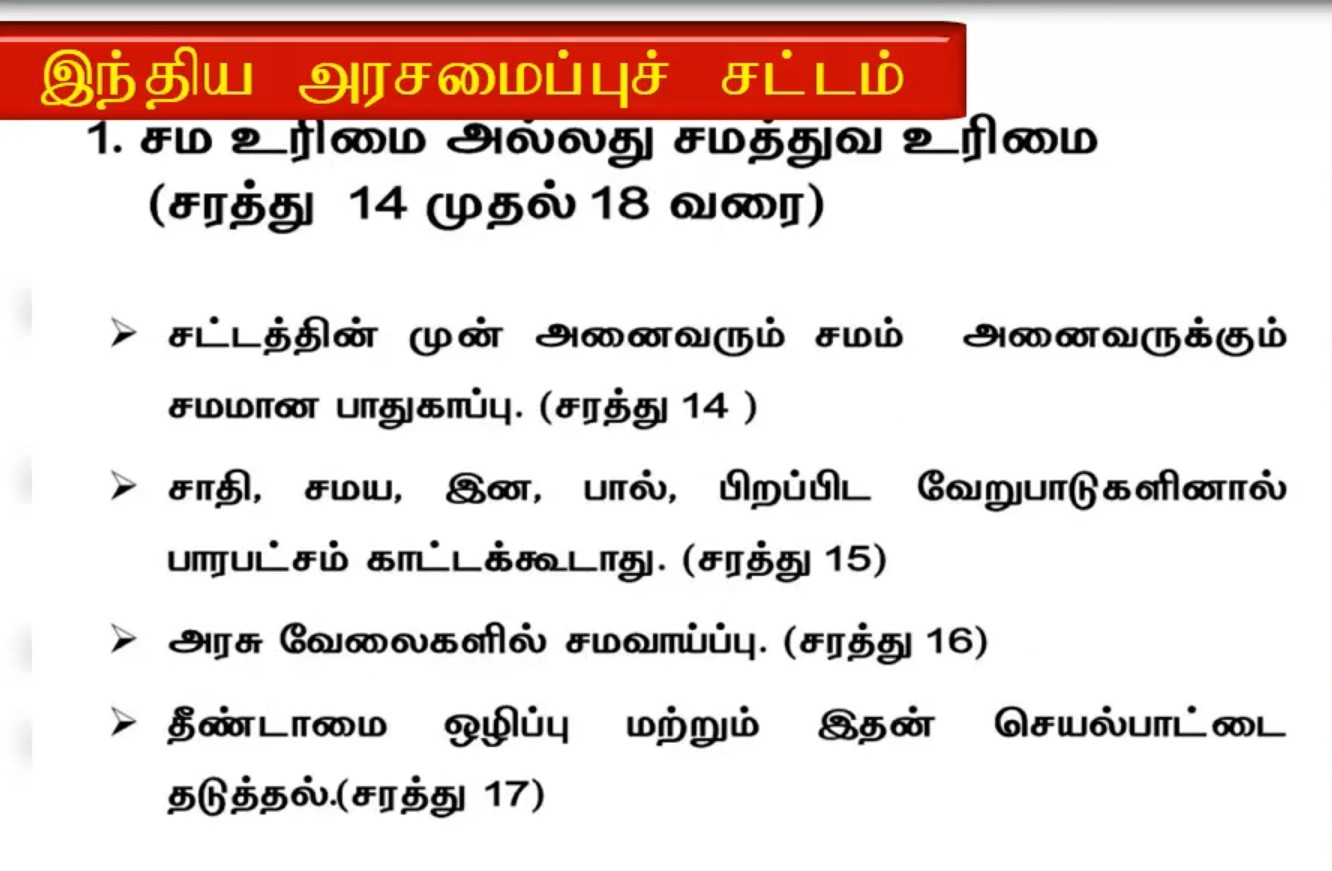 இந்திய அரசமைப்புச் சட்டம்
1. சம உரிமை அல்லது சமத்துவ உரிமை
(சரத்து 14 முதல் 18 வரை)
➢ சட்டத்தின் முன் அனைவரும் சமம் அனைவருக்கும்
சமமான பாதுகாப்பு. (சரத்து 14 )
➢ சாதி, சமய, இன, பால், பிறப்பிட வேறுபாடுகளினால்
பாரபட்சம் காட்டக்கூடாது. (சரத்து 15)
➢ அரசு வேலைகளில் சமவாய்ப்பு. (சரத்து 16)
➢ தீண்டாமை ஒழிப்பு மற்றும் இதன் செயல்பாட்டை
தடுத்தல்.(சரத்து 17)